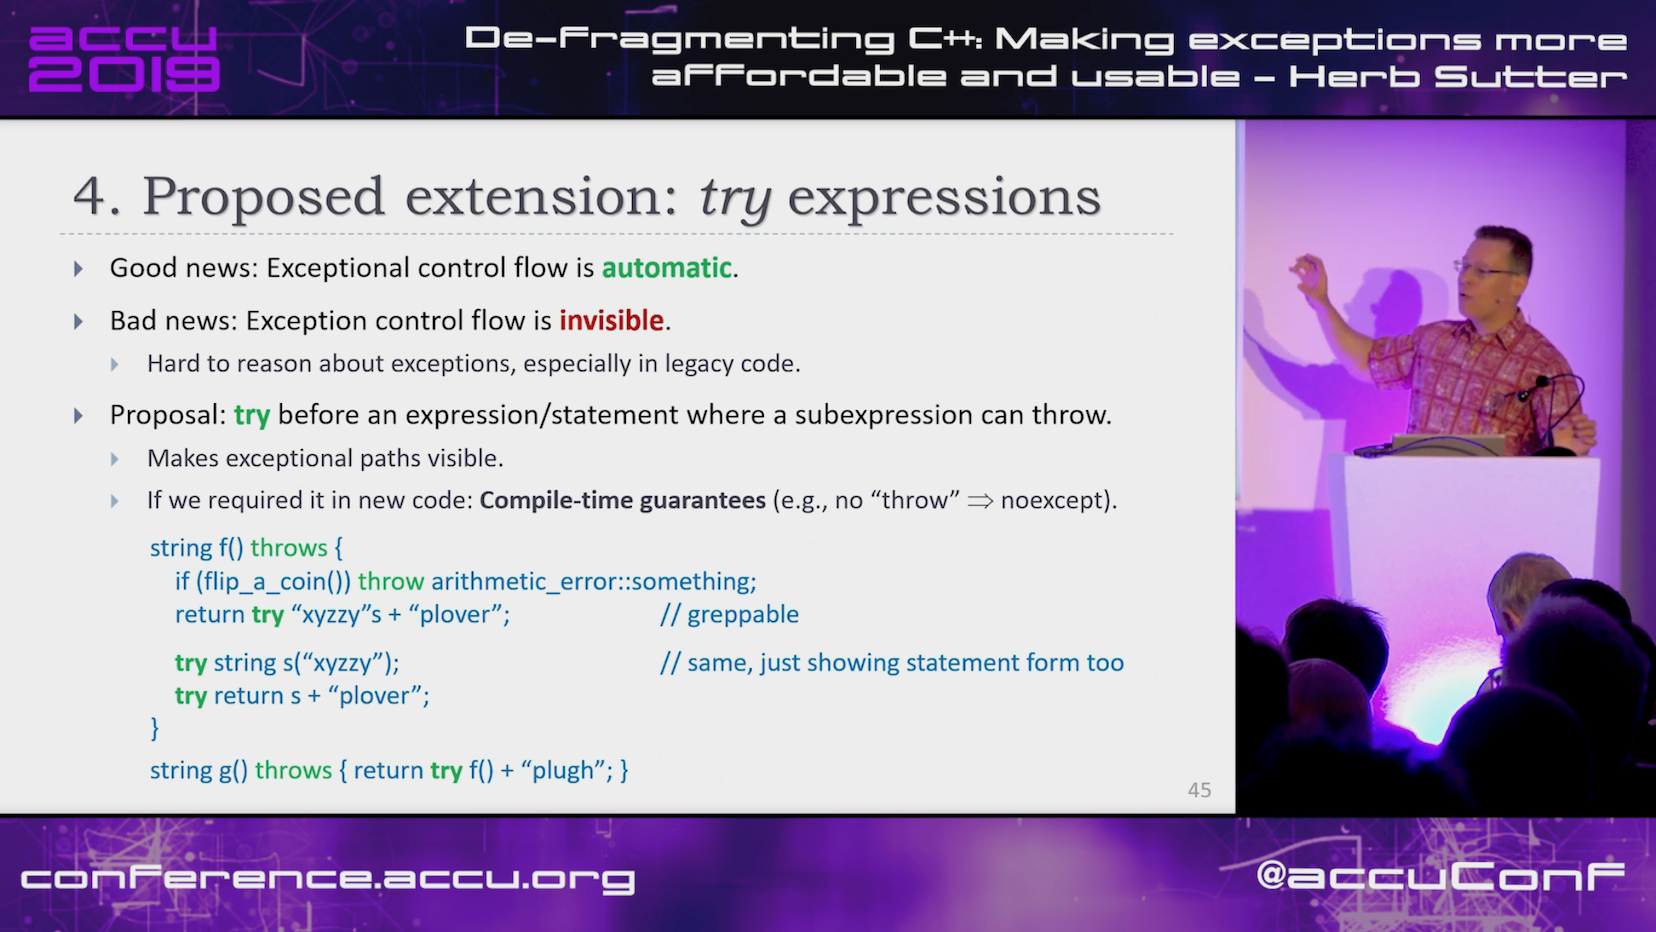 accu
2019
De-fragmenting C++: Making exceptions more
affordable and usable - Herb Sutter
4. Proposed extension: try expressions
Good news: Exceptional control flow is automatic.
Bad news: Exception control flow is invisible.
Hard to reason about exceptions, especially in legacy code.
Proposal: try before an expression/statement where a subexpression can throw.
Makes exceptional paths visible.
If we required it in new code: Compile-time guarantees (e.g., no “throw” ⇒ noexcept).
string f() throws {
if (flip_a_coin()) throw arithmetic_error::something;
return try “xyzzy”s + “plover”; // greppable
try string s(“xyzzy”); // same, just showing statement form too
try return s + “plover”;
}
string g() throws { return try f() + “plugh”; }
45
conference.accu.org
@accuConf